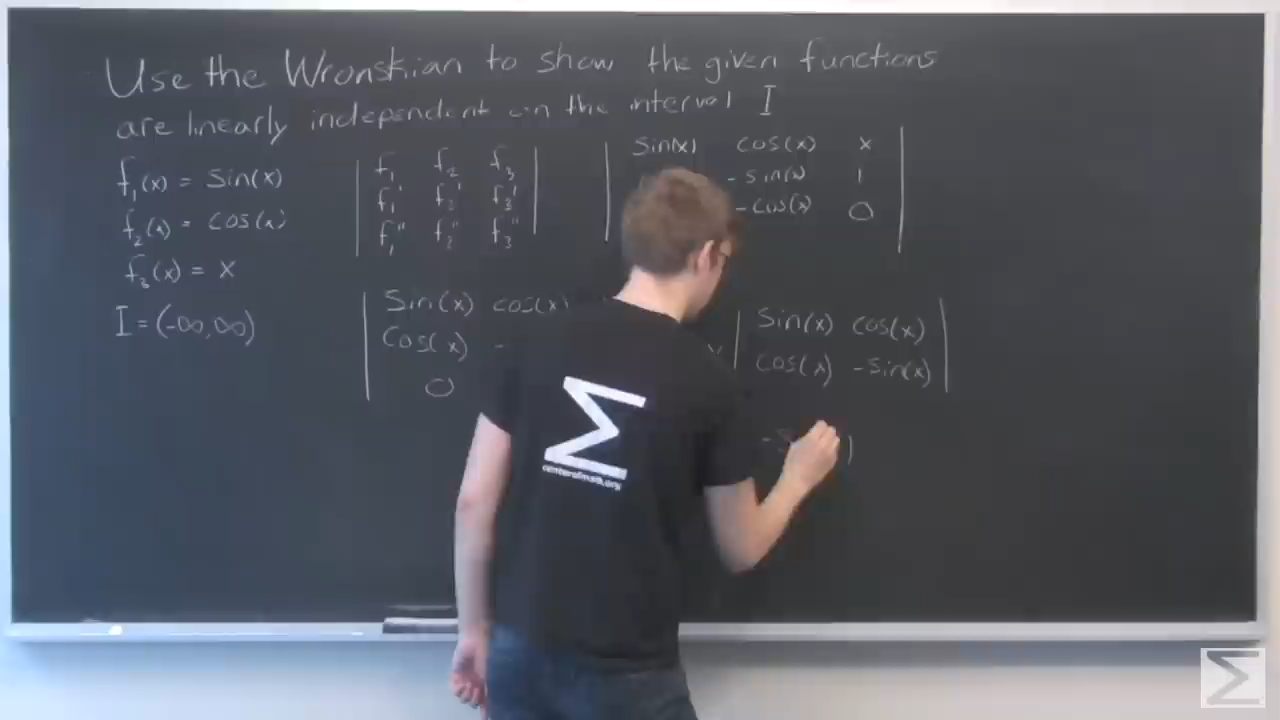 Use the Wronskian to show the given functions
are linearly independent on the interval I
f₁(x) = Sin(x)
f₂(x) = cos(x)
f₃(x) = x
I = (-∞,∞)
f₁ f₂ f₃
f₁' f₂' f₃'
f₁'' f₂'' f₃''
Sin(x) cos(x) x
-sin(x) 1
-cos(x) 0
Sin(x) cos(x)
cos(x) -
0
x
Sin(x) cos(x)
cos(x) -sin(x)
centerofmath.org